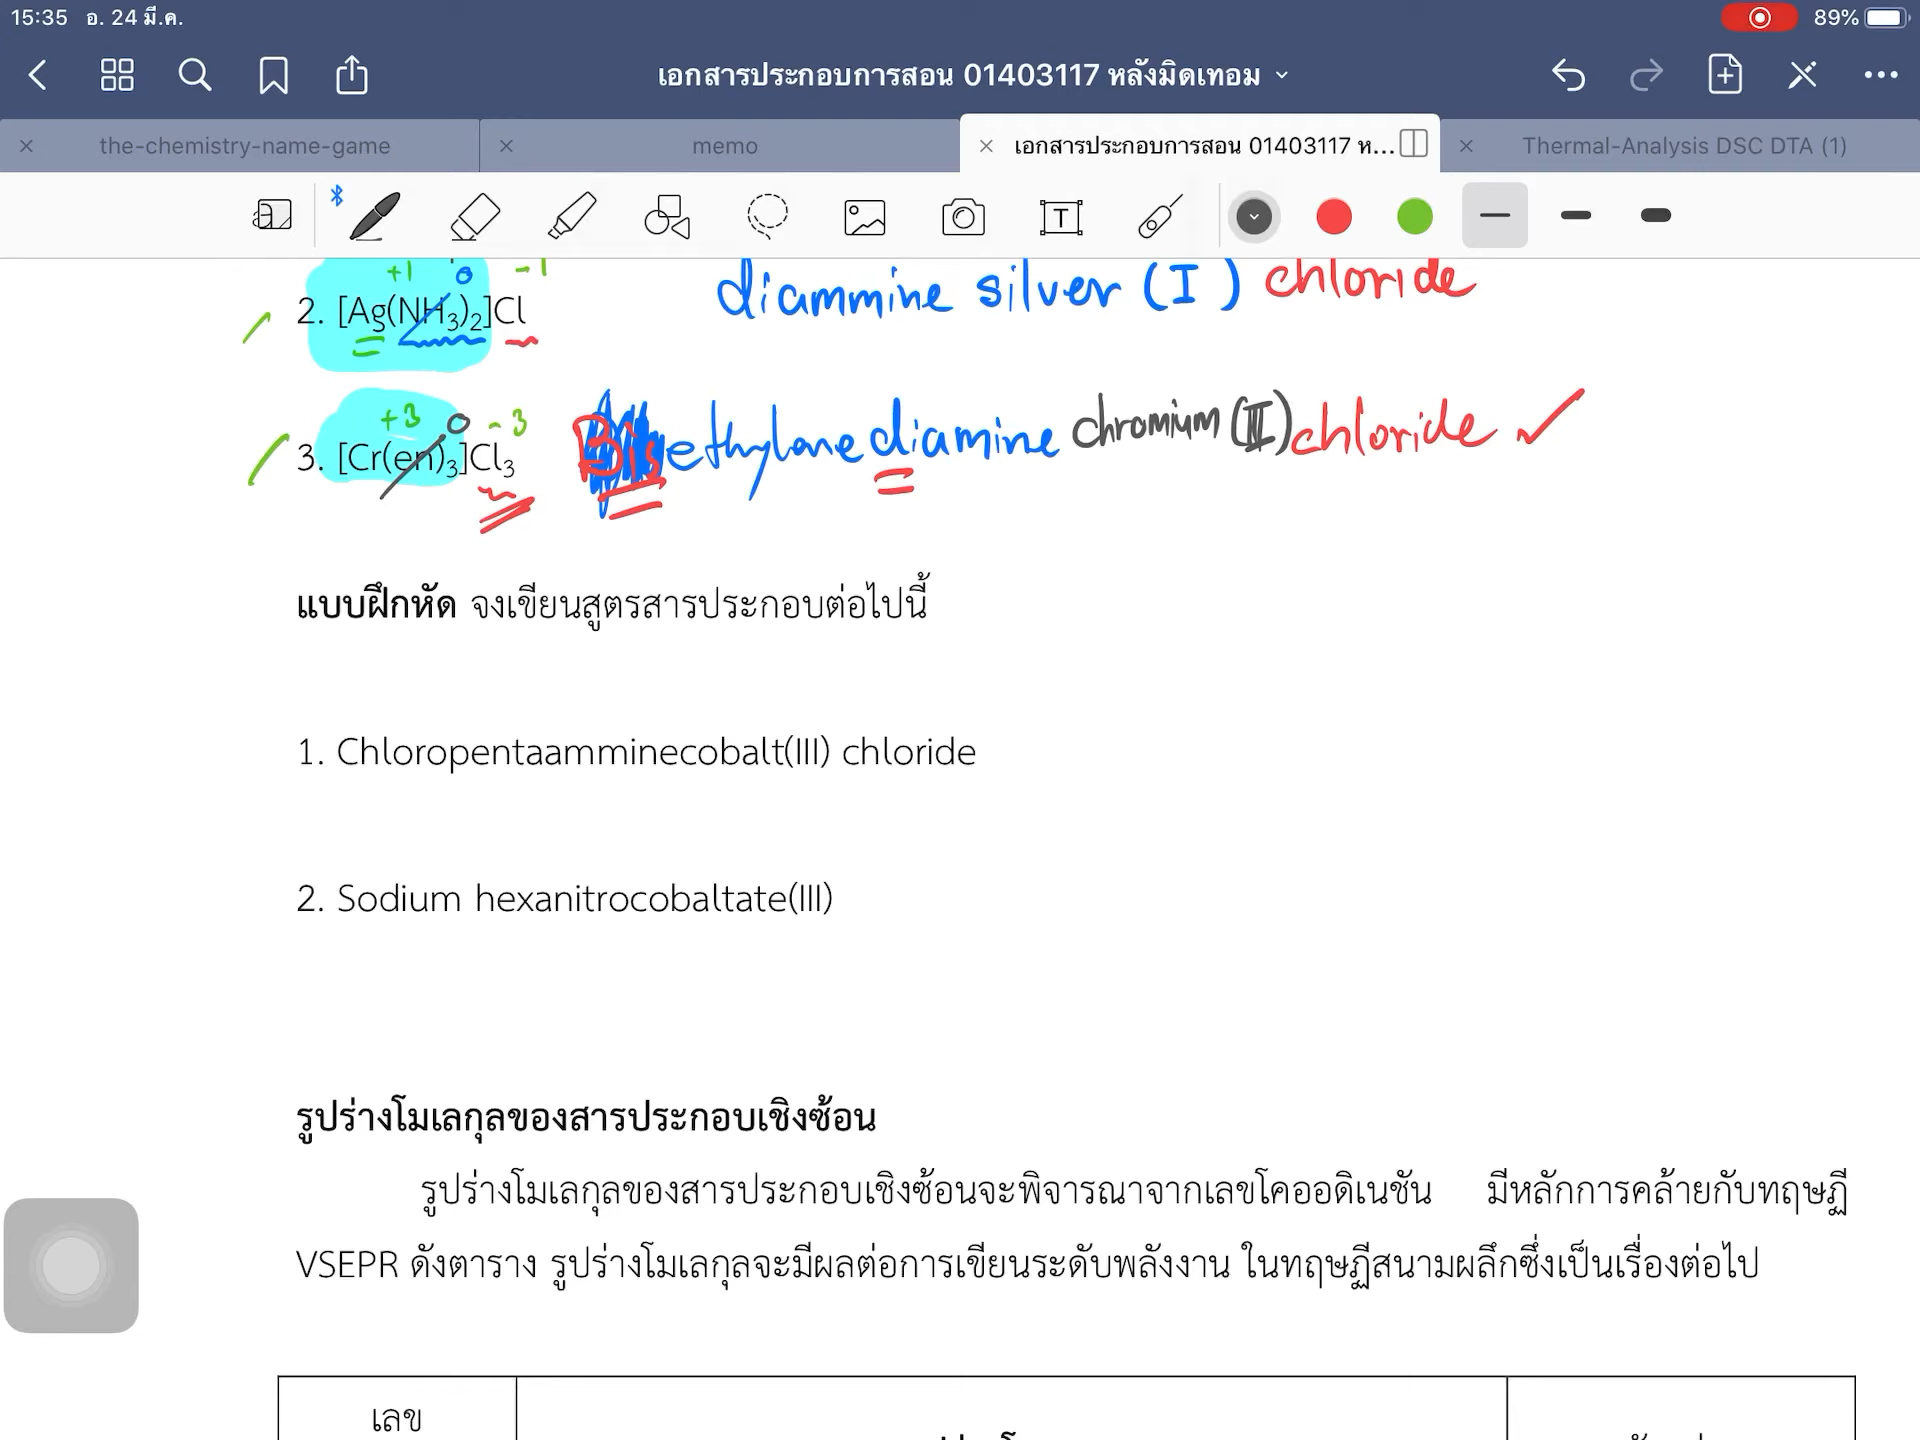 15:35 อ. 24 มี.ค. 89%
เอกสารประกอบการสอน 01403117 หลังมิดเทอม
the-chemistry-name-game
memo
เอกสารประกอบการสอน 01403117 ห...
Thermal-Analysis DSC DTA (1)
T
+1 0 -1
2. [Ag(NH₃)₂]Cl diammine silver (I) chloride
+3 0 -3
3. [Cr(en)₃]Cl₃ Bis ethylene diamine chromium (III) chloride ✓
แบบฝึกหัด จงเขียนสูตรสารประกอบต่อไปนี้
1. Chloropentaamminecobalt(III) chloride
2. Sodium hexanitrocobaltate(III)
รูปร่างโมเลกุลของสารประกอบเชิงซ้อน
รูปร่างโมเลกุลของสารประกอบเชิงซ้อนจะพิจารณาจากเลขโคออดิเนชัน มีหลักการคล้ายกับทฤษฎี
VSEPR ดังตาราง รูปร่างโมเลกุลจะมีผลต่อการเขียนระดับพลังงาน ในทฤษฎีสนามผลึกซึ่งเป็นเรื่องต่อไป
เลข